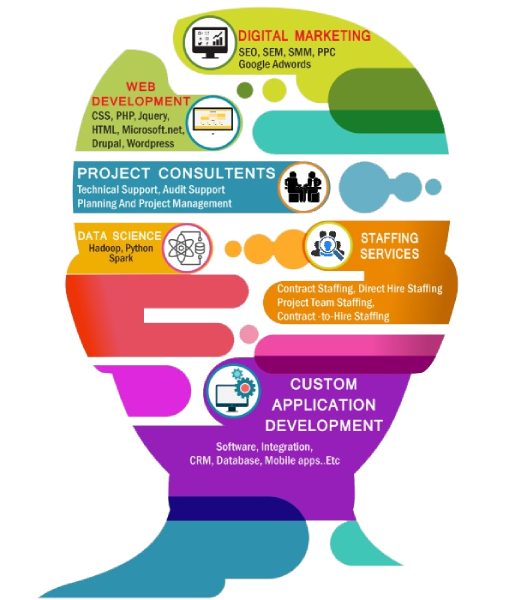 DIGITAL MARKETING
SEO, SEM, SMM, PPC
Google Adwords
WEB
DEVELOPMENT
CSS, PHP, Jquery,
HTML, Microsoft.net,
Drupal, Wordpress
PROJECT CONSULTENTS
Technical Support, Audit Support
Planning And Project Management
DATA SCIENCE
Hadoop, Python
Spark
STAFFING
SERVICES
Contract Staffing, Direct Hire Staffing
Project Team Staffing,
Contract -to-Hire Staffing
CUSTOM
APPLICATION
DEVELOPMENT
Software, Integration,
CRM, Database, Mobile apps..Etc